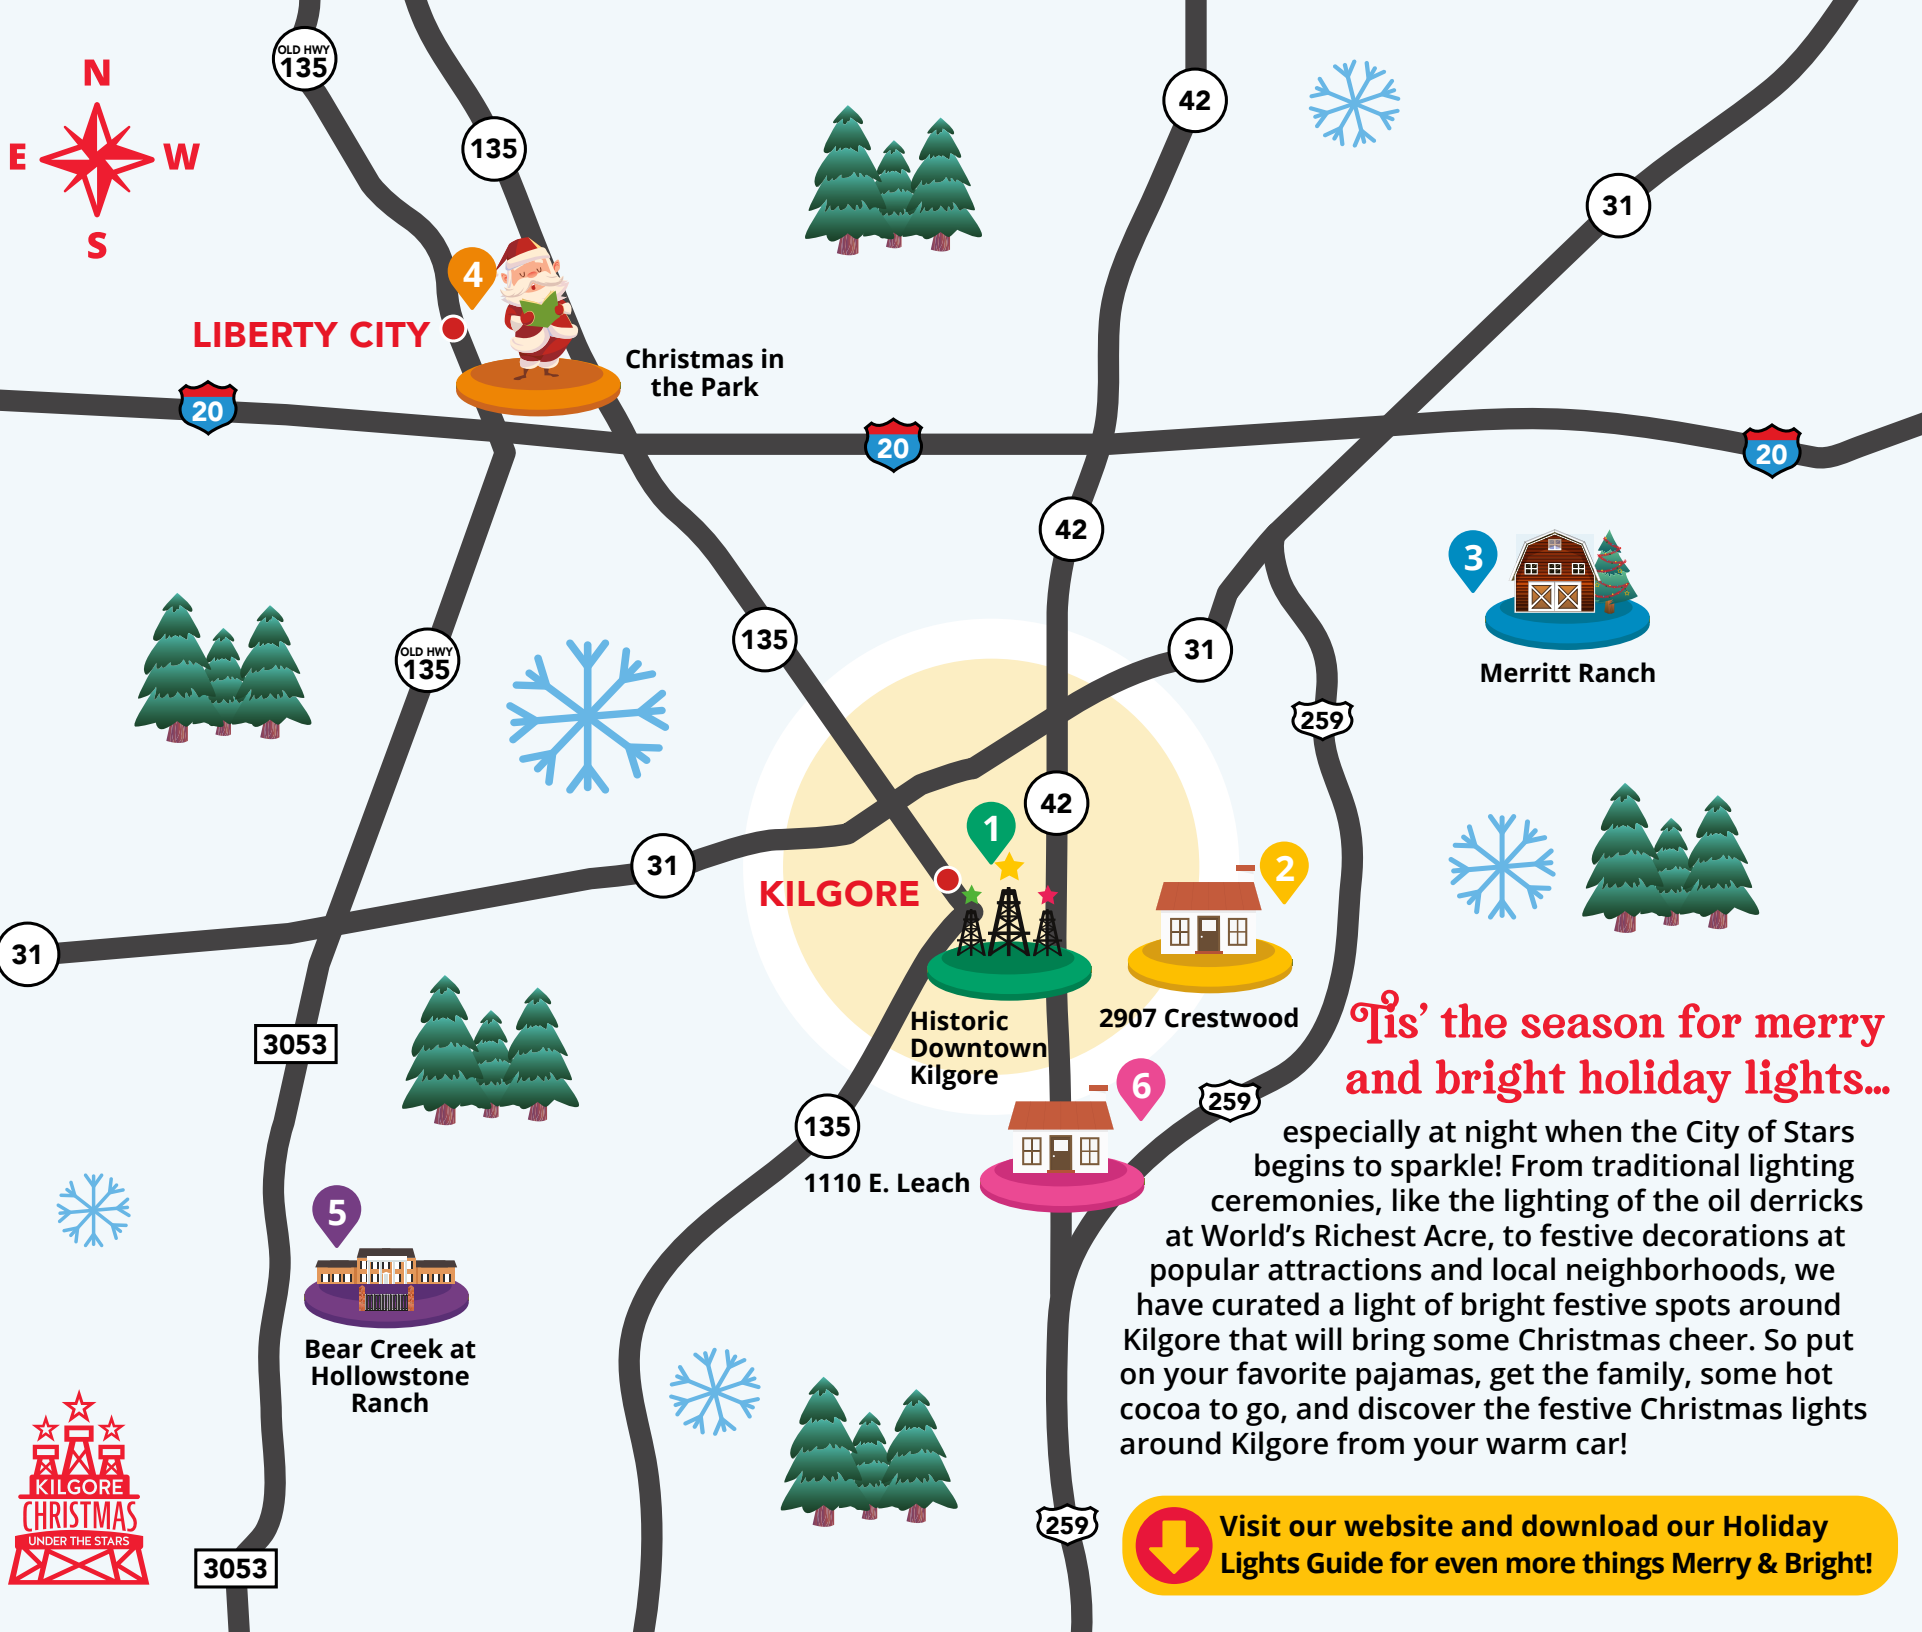 OLD HWY
135
N
E
W
S
135
42
31
4
LIBERTY CITY
Christmas in
the Park
20
20
20
42
3
Merritt Ranch
OLD HWY
135
135
31
259
42
1
31
KILGORE
2
31
Historic
Downtown
Kilgore
2907 Crestwood
3053
135
6
259
1110 E. Leach
5
Bear Creek at
Hollowstone
Ranch
Tis’ the season for merry
and bright holiday lights...
especially at night when the City of Stars
begins to sparkle! From traditional lighting
ceremonies, like the lighting of the oil derricks
at World’s Richest Acre, to festive decorations at
popular attractions and local neighborhoods, we
have curated a light of bright festive spots around
Kilgore that will bring some Christmas cheer. So put
on your favorite pajamas, get the family, some hot
cocoa to go, and discover the festive Christmas lights
around Kilgore from your warm car!
KILGORE
CHRISTMAS
UNDER THE STARS
3053
259
Visit our website and download our Holiday
Lights Guide for even more things Merry & Bright!